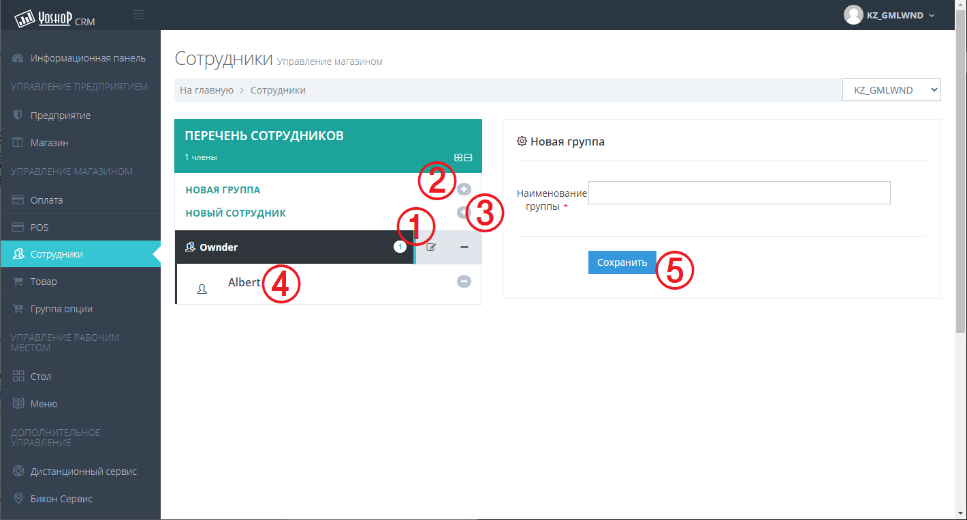 YOSHOP CRM
KZ_GMLWND
Информационная панель
УПРАВЛЕНИЕ ПРЕДПРИЯТИЕМ
Предприятие
Магазин
УПРАВЛЕНИЕ МАГАЗИНОМ
Оплата
POS
Сотрудники
Товар
Группа опции
УПРАВЛЕНИЕ РАБОЧИМ
МЕСТОМ
Стол
Меню
ДОПОЛНИТЕЛЬНОЕ
УПРАВЛЕНИЕ
Дистанционный сервис
Бикон Сервис
Сотрудники Управление магазином
На главную > Сотрудники
KZ_GMLWND
ПЕРЕЧЕНЬ СОТРУДНИКОВ
1 члены
НОВАЯ ГРУППА
2
НОВЫЙ СОТРУДНИК
3
1
Ownder
1
Albert
4
Новая группа
Наименование
группы *
Сохранить
5